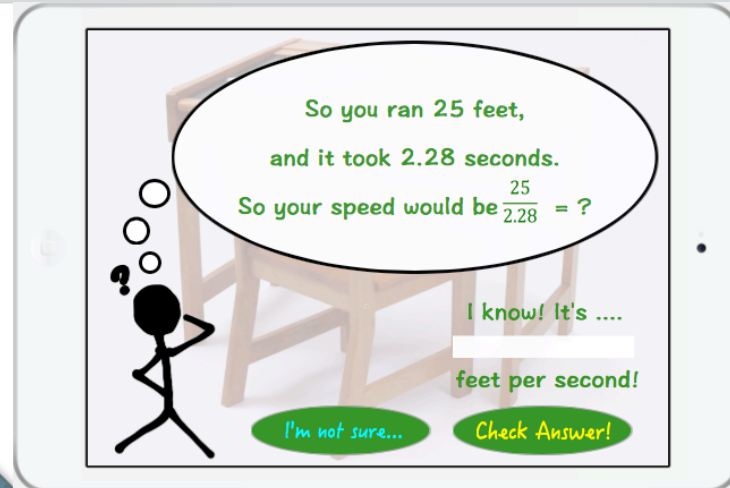 So you ran 25 feet,
and it took 2.28 seconds.
So your speed would be 25/2.28 = ?
?
I know! It's ....
feet per second!
I'm not sure...
Check Answer!